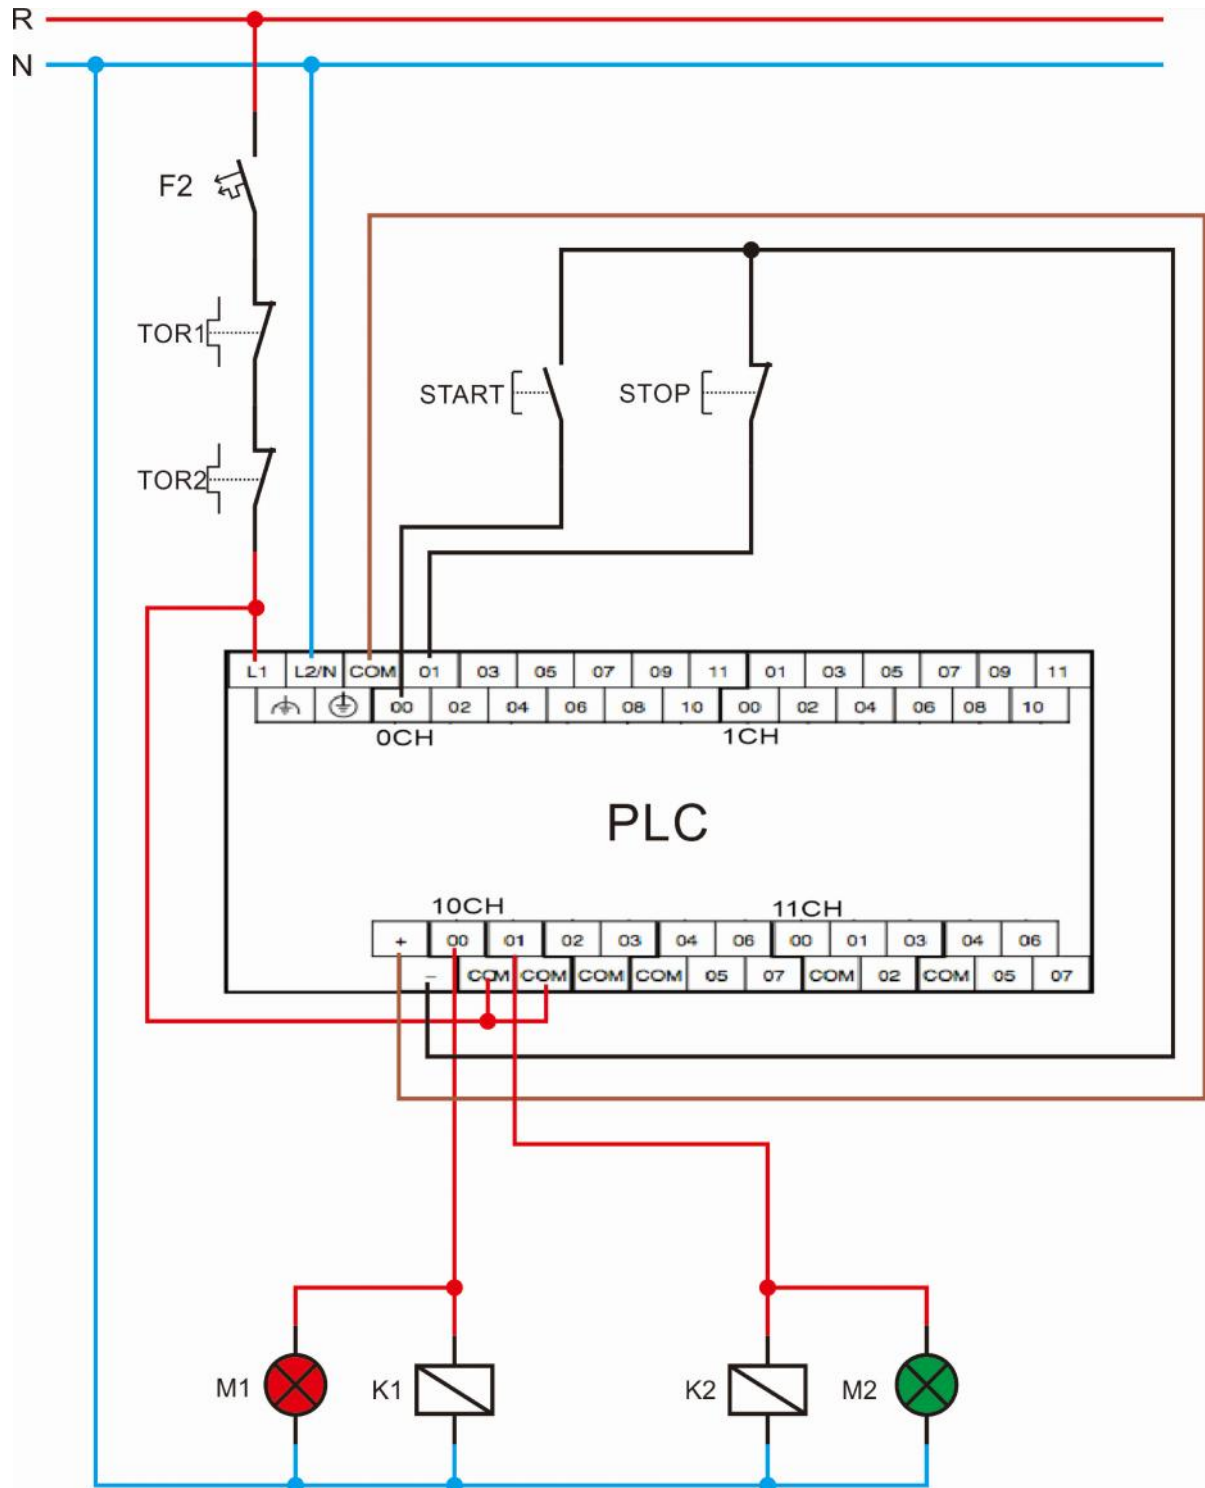 R
N
F2
TOR1
START
STOP
TOR2
L1 L2/N COM 01 03 05 07 09 11 01 03 05 07 09 11
00 02 04 06 08 10 00 02 04 06 08 10
0CH 1CH
PLC
10CH 11CH
+ 00 01 02 03 04 06 00 01 03 04 06
- COM COM COM COM 05 07 COM 02 COM 05 07
M1 K1 K2 M2